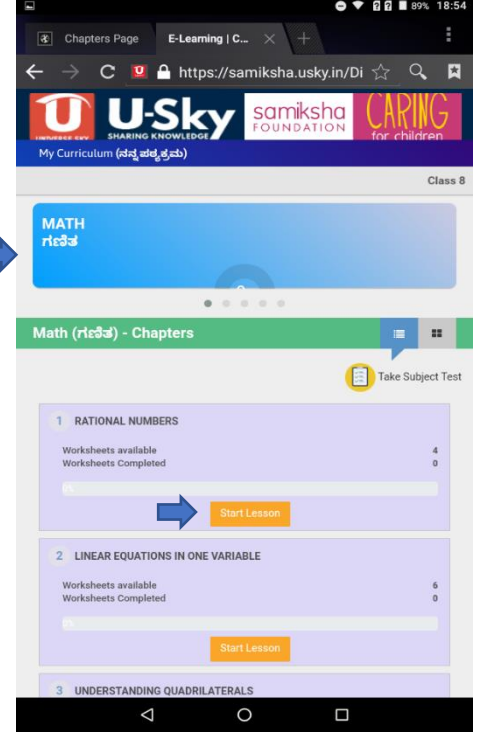 89% 18:54
Chapters Page E-Learning | C...
https://samiksha.usky.in/Di
U U-Sky samiksha CARING
UNIVERSE SKY SHARING KNOWLEDGE FOUNDATION for children
My Curriculum (ನನ್ನ ಪಠ್ಯಕ್ರಮ)
Class 8
MATH
ಗಣಿತ
Math (ಗಣಿತ) - Chapters
Take Subject Test
1 RATIONAL NUMBERS
Worksheets available 4
Worksheets Completed 0
Start Lesson
2 LINEAR EQUATIONS IN ONE VARIABLE
Worksheets available 6
Worksheets Completed 0
Start Lesson
3 UNDERSTANDING QUADRILATERALS